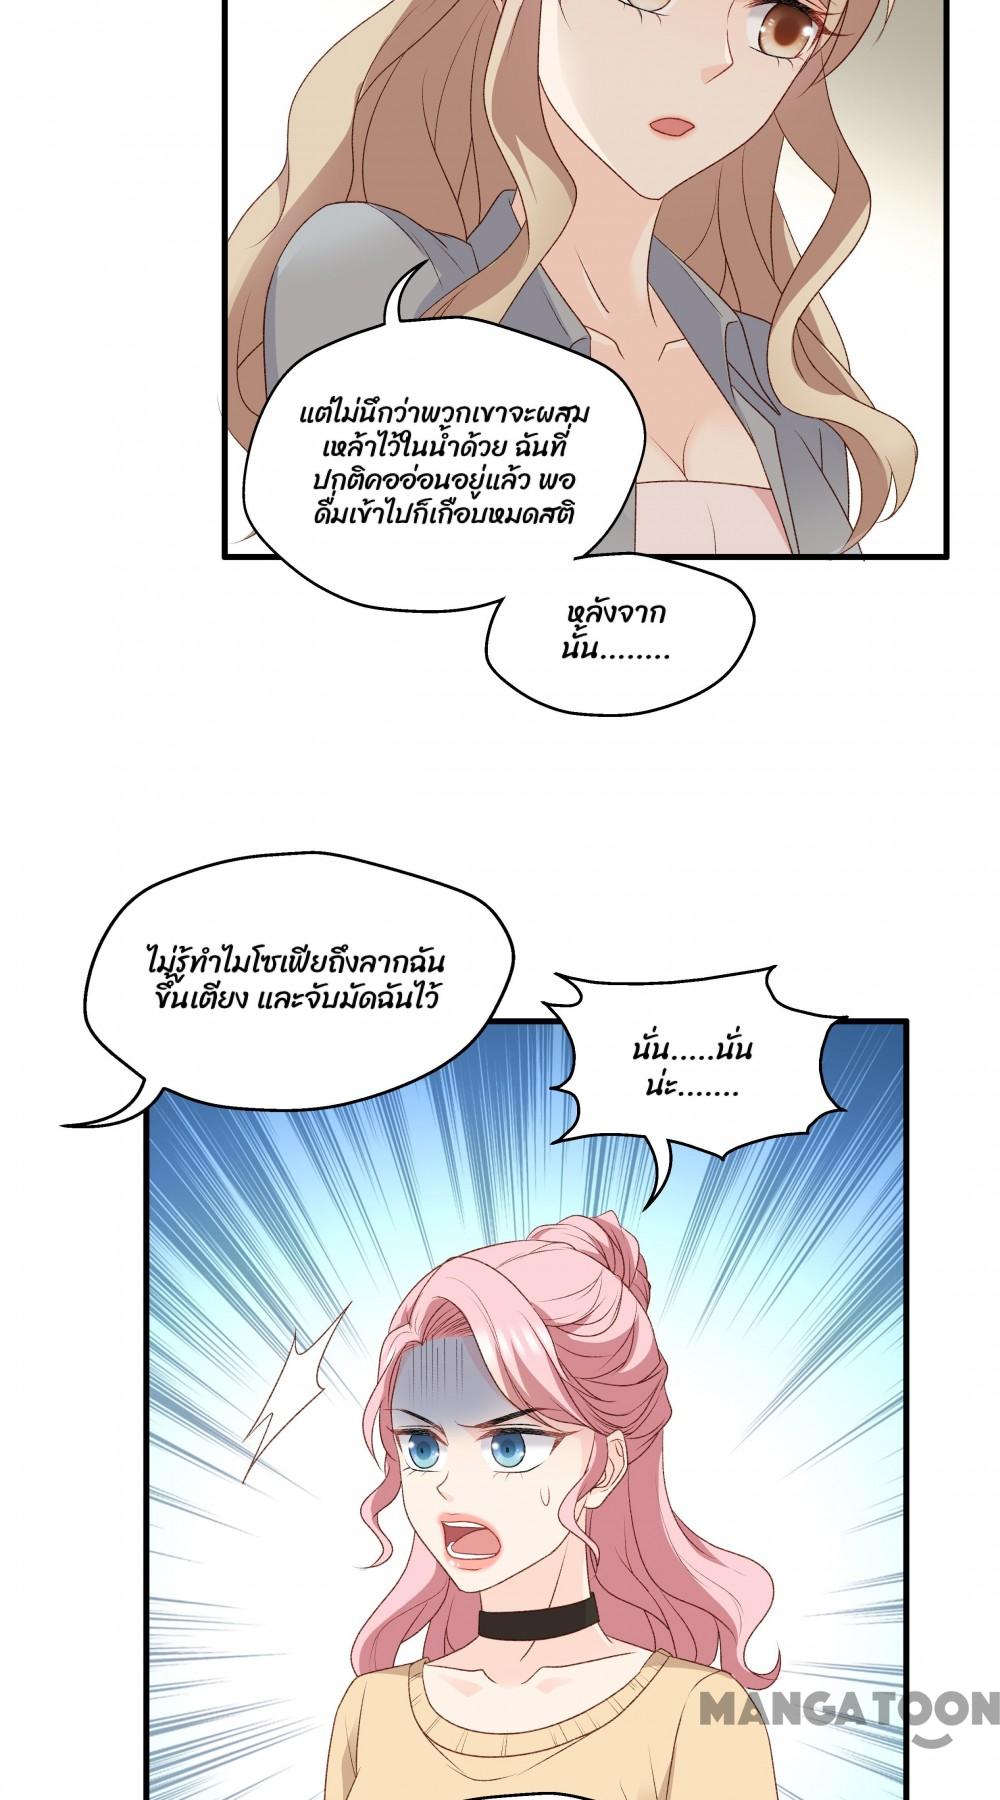 แต่ไม่นึกว่าพวกเขาจะผสม
เหล้าไว้ในน้ำด้วย ฉันที่
ปกติคออ่อนอยู่แล้ว พอ
ดื่มเข้าไปก็เกือบหมดสติ
หลังจาก
นั้น........
ไม่รู้ทำไมโซเฟียถึงลากฉัน
ขึ้นเตียง และจับมัดฉันไว้
นั่น.....นั่น
น่ะ.......
MANGATOON